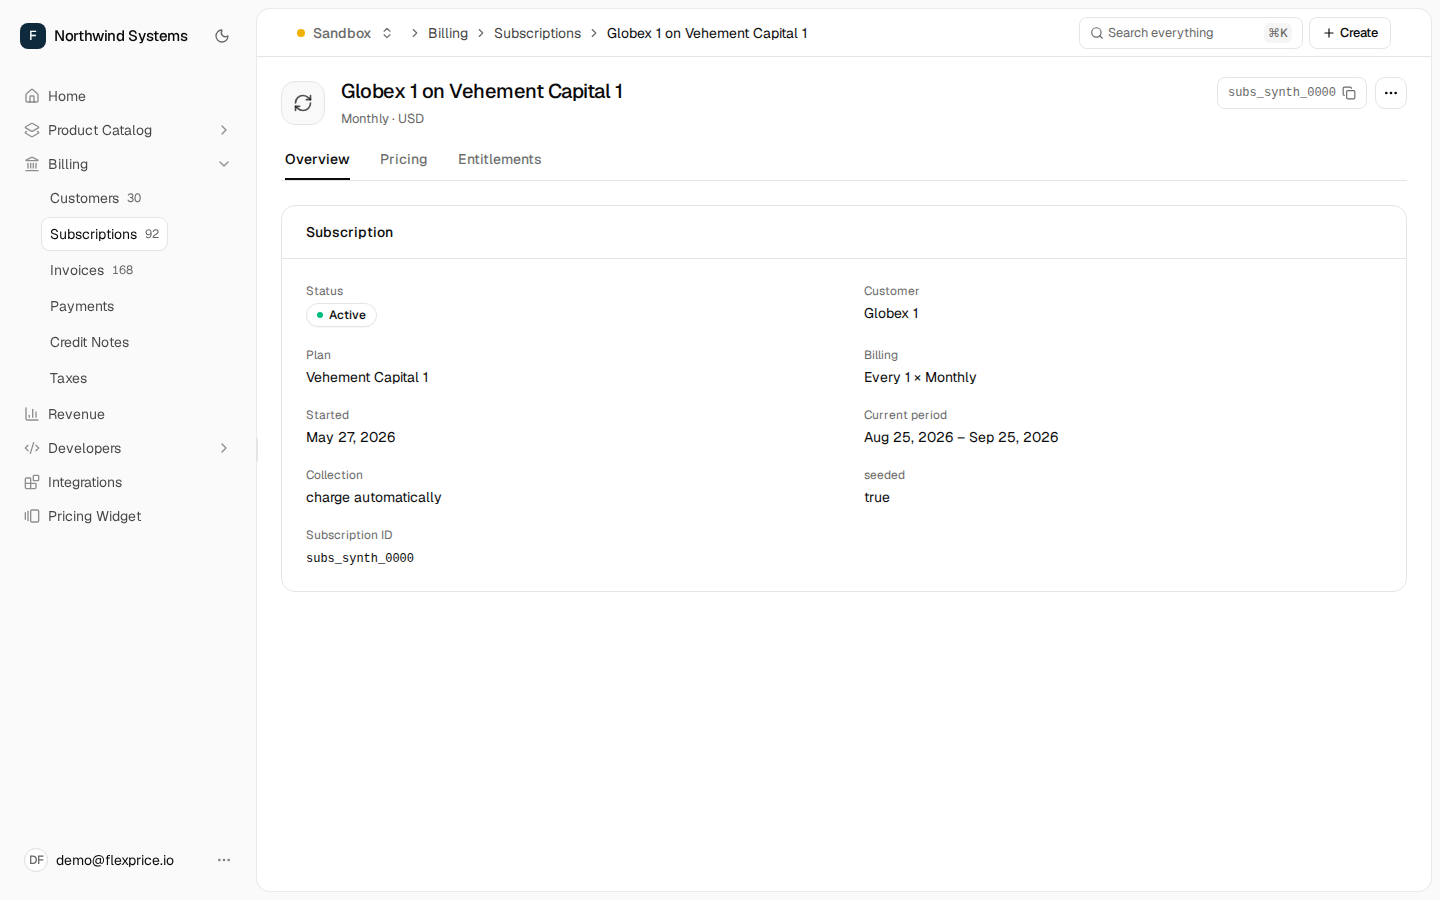 F Northwind Systems
Home
Product Catalog
Billing
Customers 30
Subscriptions 92
Invoices 168
Payments
Credit Notes
Taxes
Revenue
Developers
Integrations
Pricing Widget
DF demo@flexprice.io
Sandbox Billing Subscriptions Globex 1 on Vehement Capital 1
Search everything ⌘K
Create
Globex 1 on Vehement Capital 1
Monthly · USD
subs_synth_0000
Overview Pricing Entitlements
Subscription
Status
Active
Customer
Globex 1
Plan
Vehement Capital 1
Billing
Every 1 × Monthly
Started
May 27, 2026
Current period
Aug 25, 2026 – Sep 25, 2026
Collection
charge automatically
seeded
true
Subscription ID
subs_synth_0000